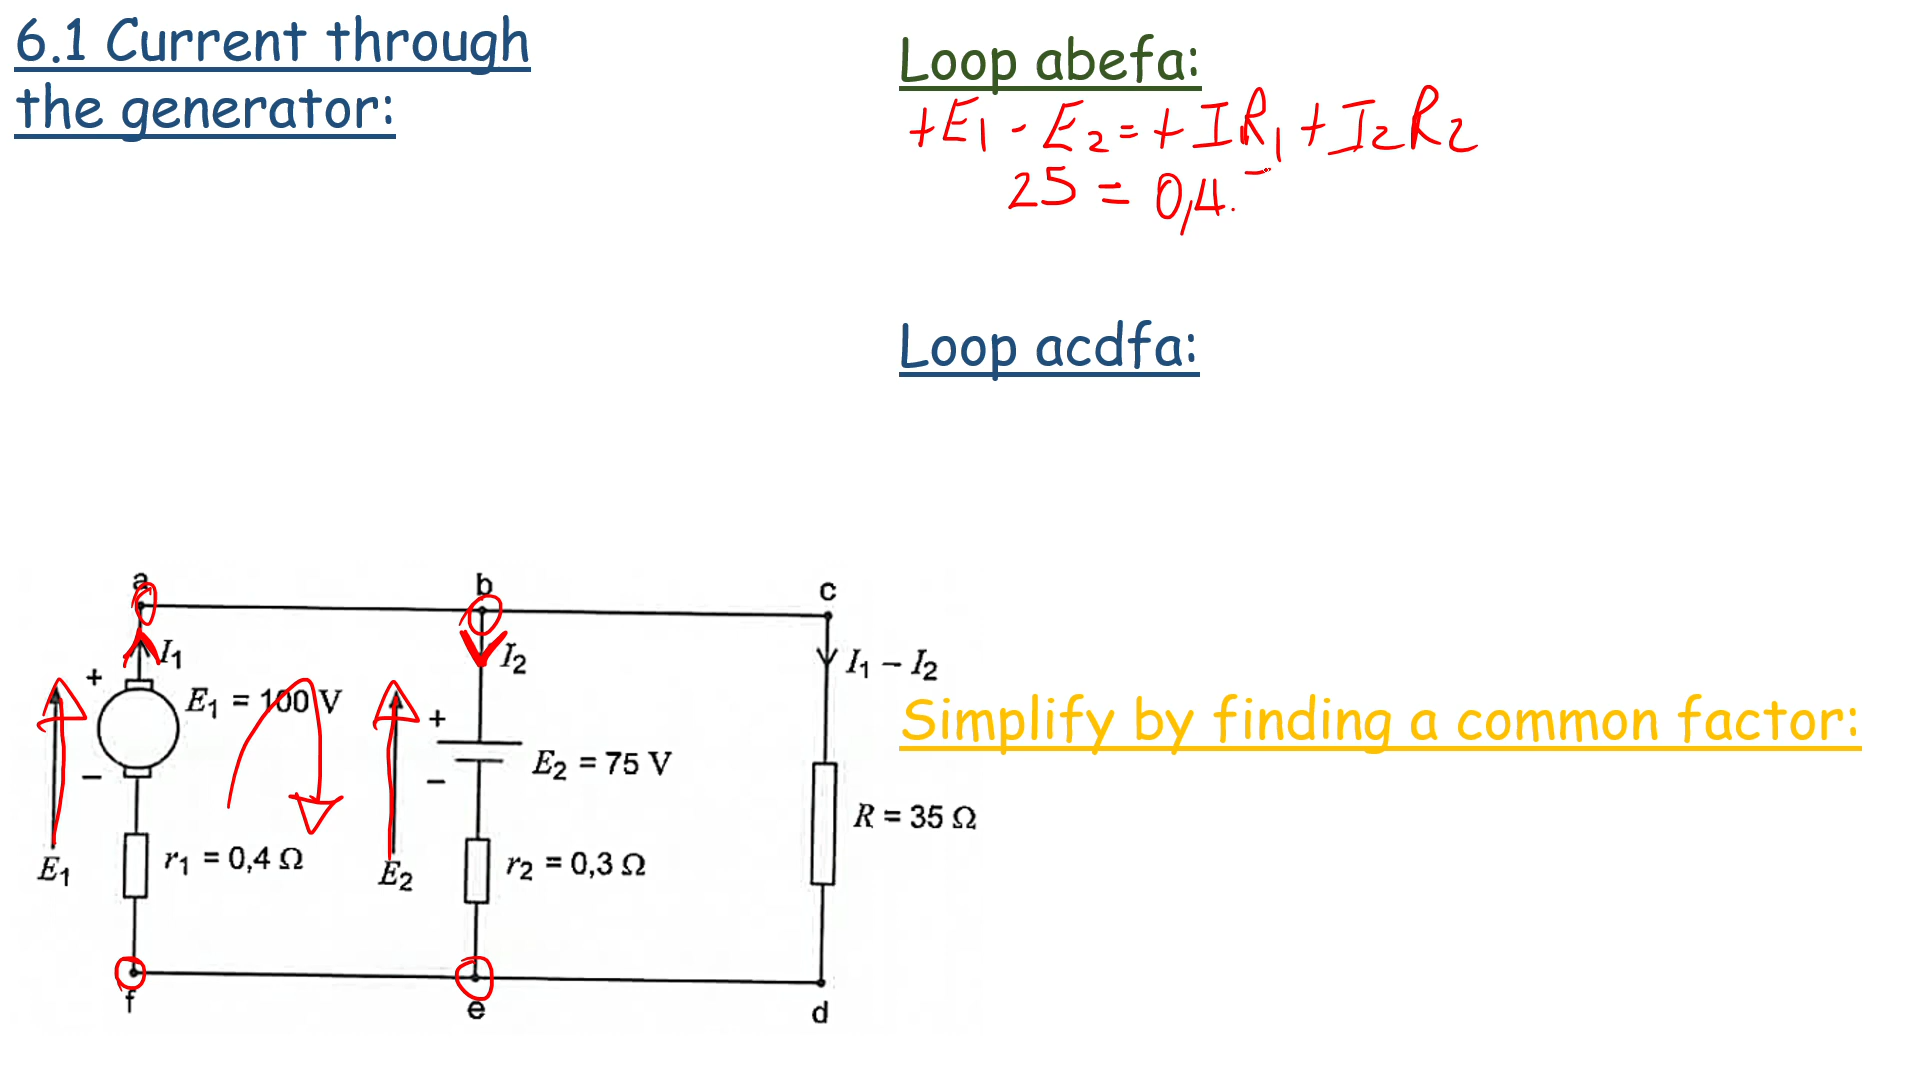 6.1 Current through
the generator:
Loop abefa:
+E1 - E2 = + I1R1 + I2R2
25 = 0,4.
Loop acdfa:
Simplify by finding a common factor:
a
b
c
I1
I2
I1 – I2
+
E1 = 100 V
–
+
E2 = 75 V
–
R = 35 Ω
E1
r1 = 0,4 Ω
E2
r2 = 0,3 Ω
f
e
d